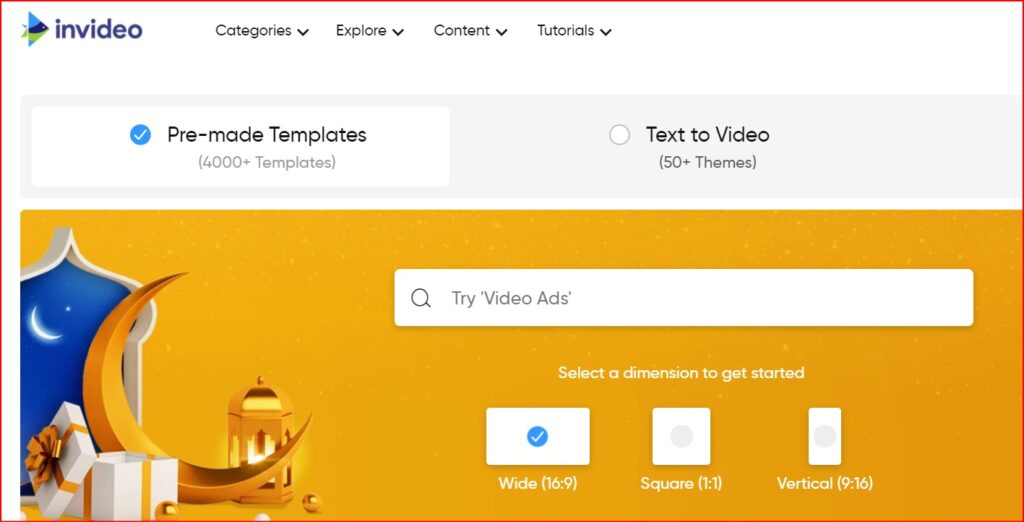 invideo
Categories Explore Content Tutorials
Pre-made Templates
(4000+ Templates)
Text to Video
(50+ Themes)
Try 'Video Ads'
Select a dimension to get started
Wide (16:9) Square (1:1) Vertical (9:16)